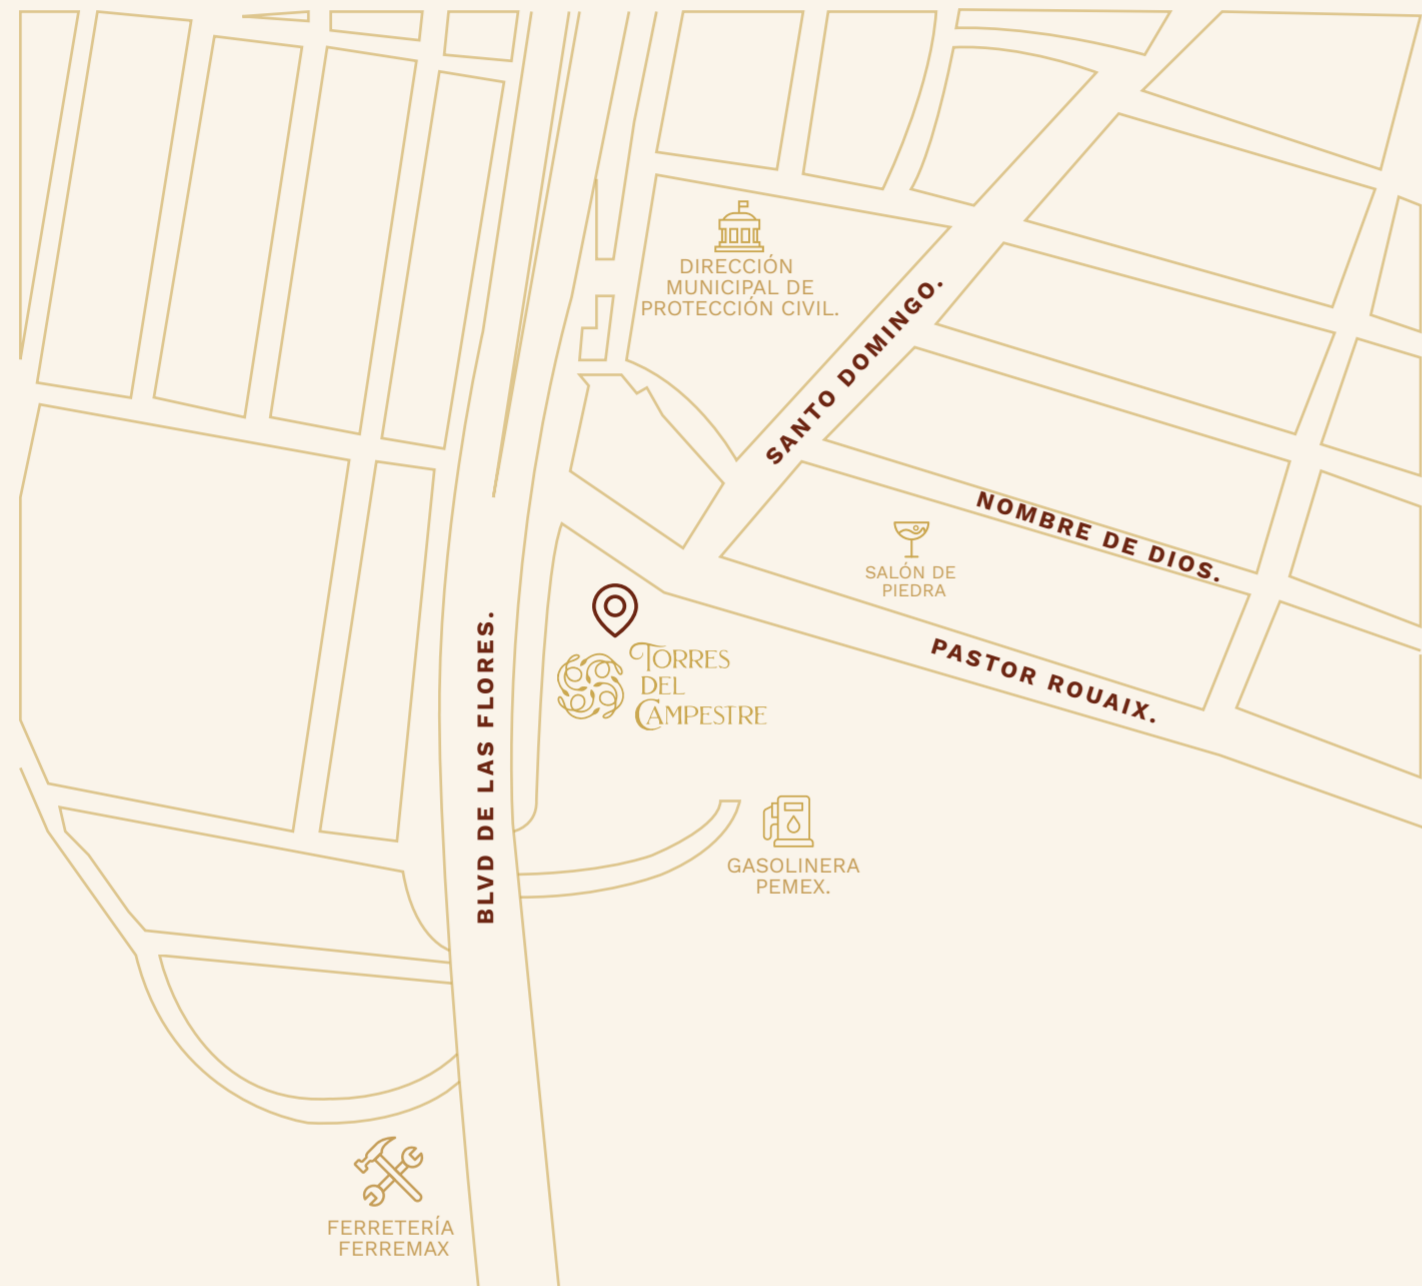 DIRECCIÓN
MUNICIPAL DE
PROTECCIÓN CIVIL.
SANTO DOMINGO.
NOMBRE DE DIOS.
SALÓN DE
PIEDRA
PASTOR ROUAIX.
BLVD DE LAS FLORES.
TORRES
DEL
CAMPESTRE
GASOLINERA
PEMEX.
FERRETERÍA
FERREMAX